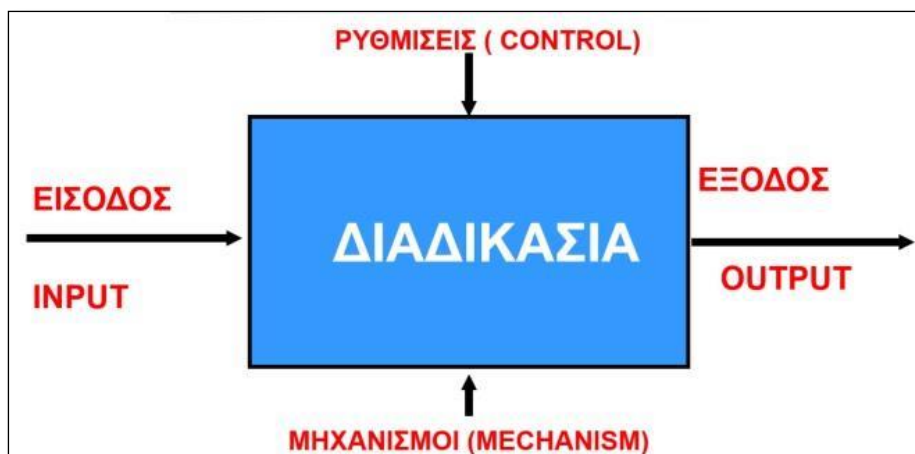 ΡΥΘΜΙΣΕΙΣ ( CONTROL)
ΕΙΣΟΔΟΣ
INPUT
ΔΙΑΔΙΚΑΣΙΑ
ΕΞΟΔΟΣ
OUTPUT
ΜΗΧΑΝΙΣΜΟΙ (MECHANISM)